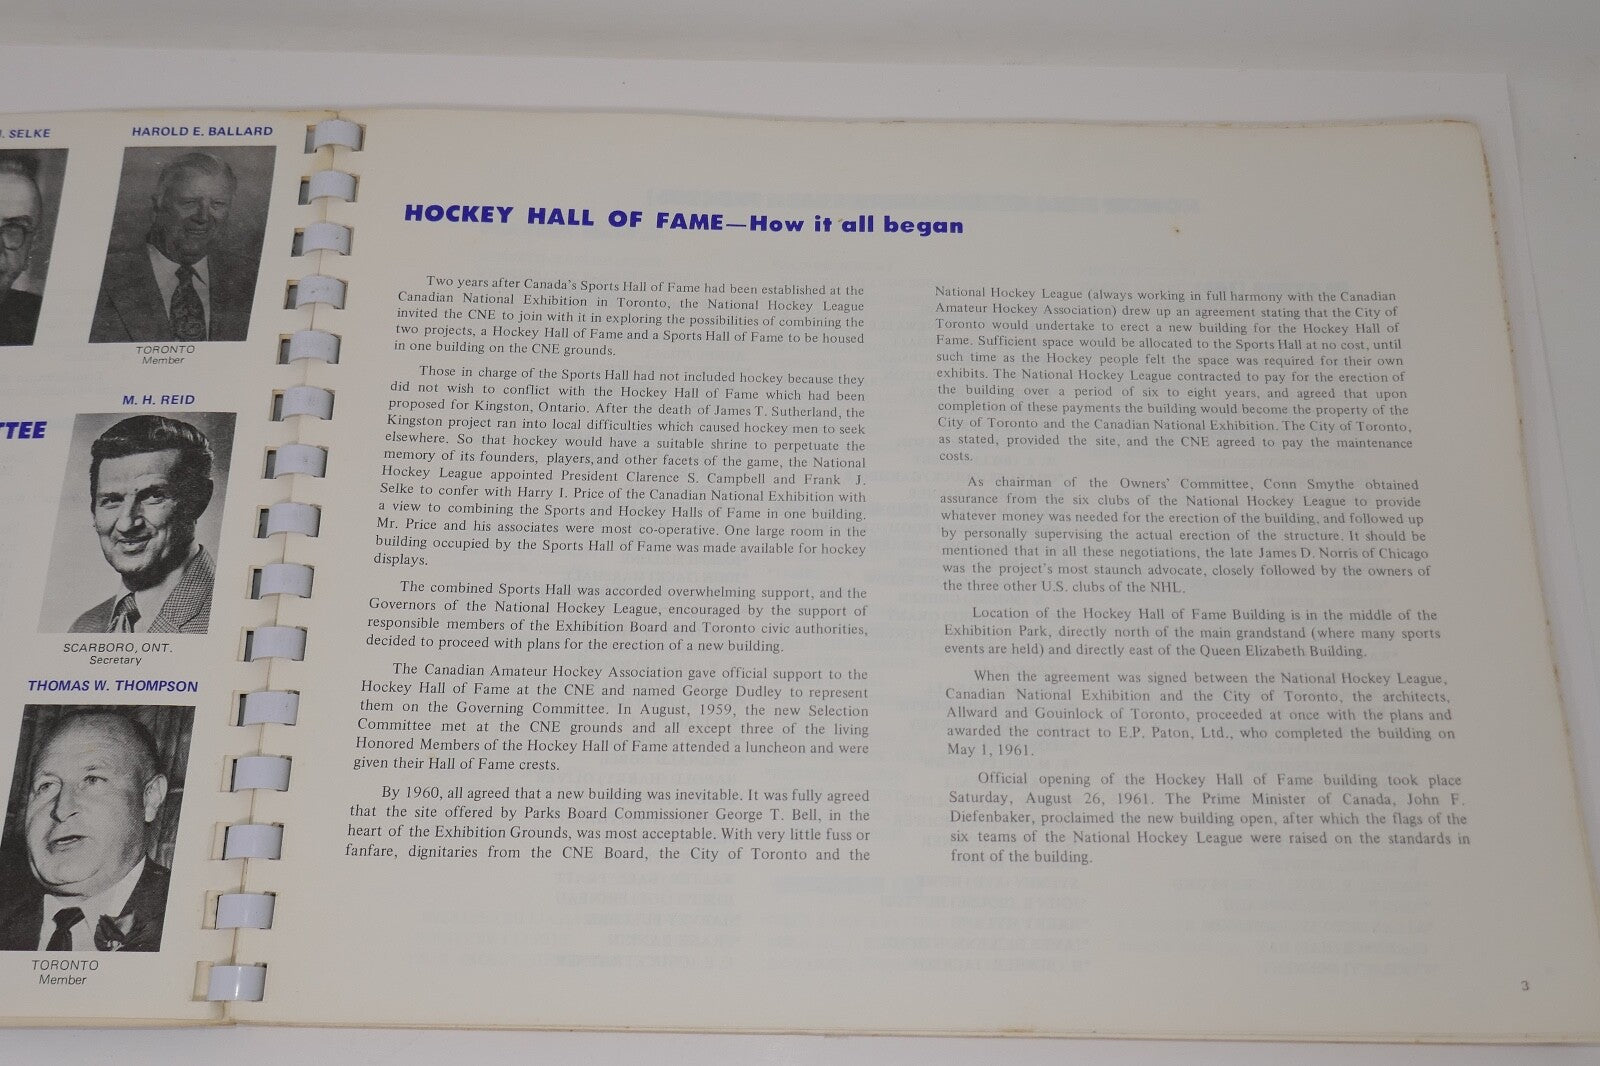 J. SELKE
HAROLD E. BALLARD
TORONTO
Member
M. H. REID
TTEE
SCARBORO, ONT.
Secretary
THOMAS W. THOMPSON
TORONTO
Member
HOCKEY HALL OF FAME—How it all began
Two years after Canada's Sports Hall of Fame had been established at the
Canadian National Exhibition in Toronto, the National Hockey League
invited the CNE to join with it in exploring the possibilities of combining the
two projects, a Hockey Hall of Fame and a Sports Hall of Fame to be housed
in one building on the CNE grounds.
Those in charge of the Sports Hall had not included hockey because they
did not wish to conflict with the Hockey Hall of Fame which had been
proposed for Kingston, Ontario. After the death of James T. Sutherland, the
Kingston project ran into local difficulties which caused hockey men to seek
elsewhere. So that hockey would have a suitable shrine to perpetuate the
memory of its founders, players, and other facets of the game, the National
Hockey League appointed President Clarence S. Campbell and Frank J.
Selke to confer with Harry I. Price of the Canadian National Exhibition with
a view to combining the Sports and Hockey Halls of Fame in one building.
Mr. Price and his associates were most co-operative. One large room in the
building occupied by the Sports Hall of Fame was made available for hockey
displays.
The combined Sports Hall was accorded overwhelming support, and the
Governors of the National Hockey League, encouraged by the support of
responsible members of the Exhibition Board and Toronto civic authorities,
decided to proceed with plans for the erection of a new building.
The Canadian Amateur Hockey Association gave official support to the
Hockey Hall of Fame at the CNE and named George Dudley to represent
them on the Governing Committee. In August, 1959, the new Selection
Committee met at the CNE grounds and all except three of the living
Honored Members of the Hockey Hall of Fame attended a luncheon and were
given their Hall of Fame crests.
By 1960, all agreed that a new building was inevitable. It was fully agreed
that the site offered by Parks Board Commissioner George T. Bell, in the
heart of the Exhibition Grounds, was most acceptable. With very little fuss or
fanfare, dignitaries from the CNE Board, the City of Toronto and the
National Hockey League (always working in full harmony with the Canadian
Amateur Hockey Association) drew up an agreement stating that the City of
Toronto would undertake to erect a new building for the Hockey Hall of
Fame. Sufficient space would be allocated to the Sports Hall at no cost, until
such time as the Hockey people felt the space was required for their own
exhibits. The National Hockey League contracted to pay for the erection of
the building over a period of six to eight years, and agreed that upon
completion of these payments the building would become the property of the
City of Toronto and the Canadian National Exhibition. The City of Toronto,
as stated, provided the site, and the CNE agreed to pay the maintenance
costs.
As chairman of the Owners' Committee, Conn Smythe obtained
assurance from the six clubs of the National Hockey League to provide
whatever money was needed for the erection of the building, and followed up
by personally supervising the actual erection of the structure. It should be
mentioned that in all these negotiations, the late James D. Norris of Chicago
was the project's most staunch advocate, closely followed by the owners of
the three other U.S. clubs of the NHL.
Location of the Hockey Hall of Fame Building is in the middle of the
Exhibition Park, directly north of the main grandstand (where many sports
events are held) and directly east of the Queen Elizabeth Building.
When the agreement was signed between the National Hockey League,
Canadian National Exhibition and the City of Toronto, the architects,
Allward and Gouinlock of Toronto, proceeded at once with the plans and
awarded the contract to E.P. Paton, Ltd., who completed the building on
May 1, 1961.
Official opening of the Hockey Hall of Fame building took place
Saturday, August 26, 1961. The Prime Minister of Canada, John F.
Diefenbaker, proclaimed the new building open, after which the flags of the
six teams of the National Hockey League were raised on the standards in
front of the building.
3